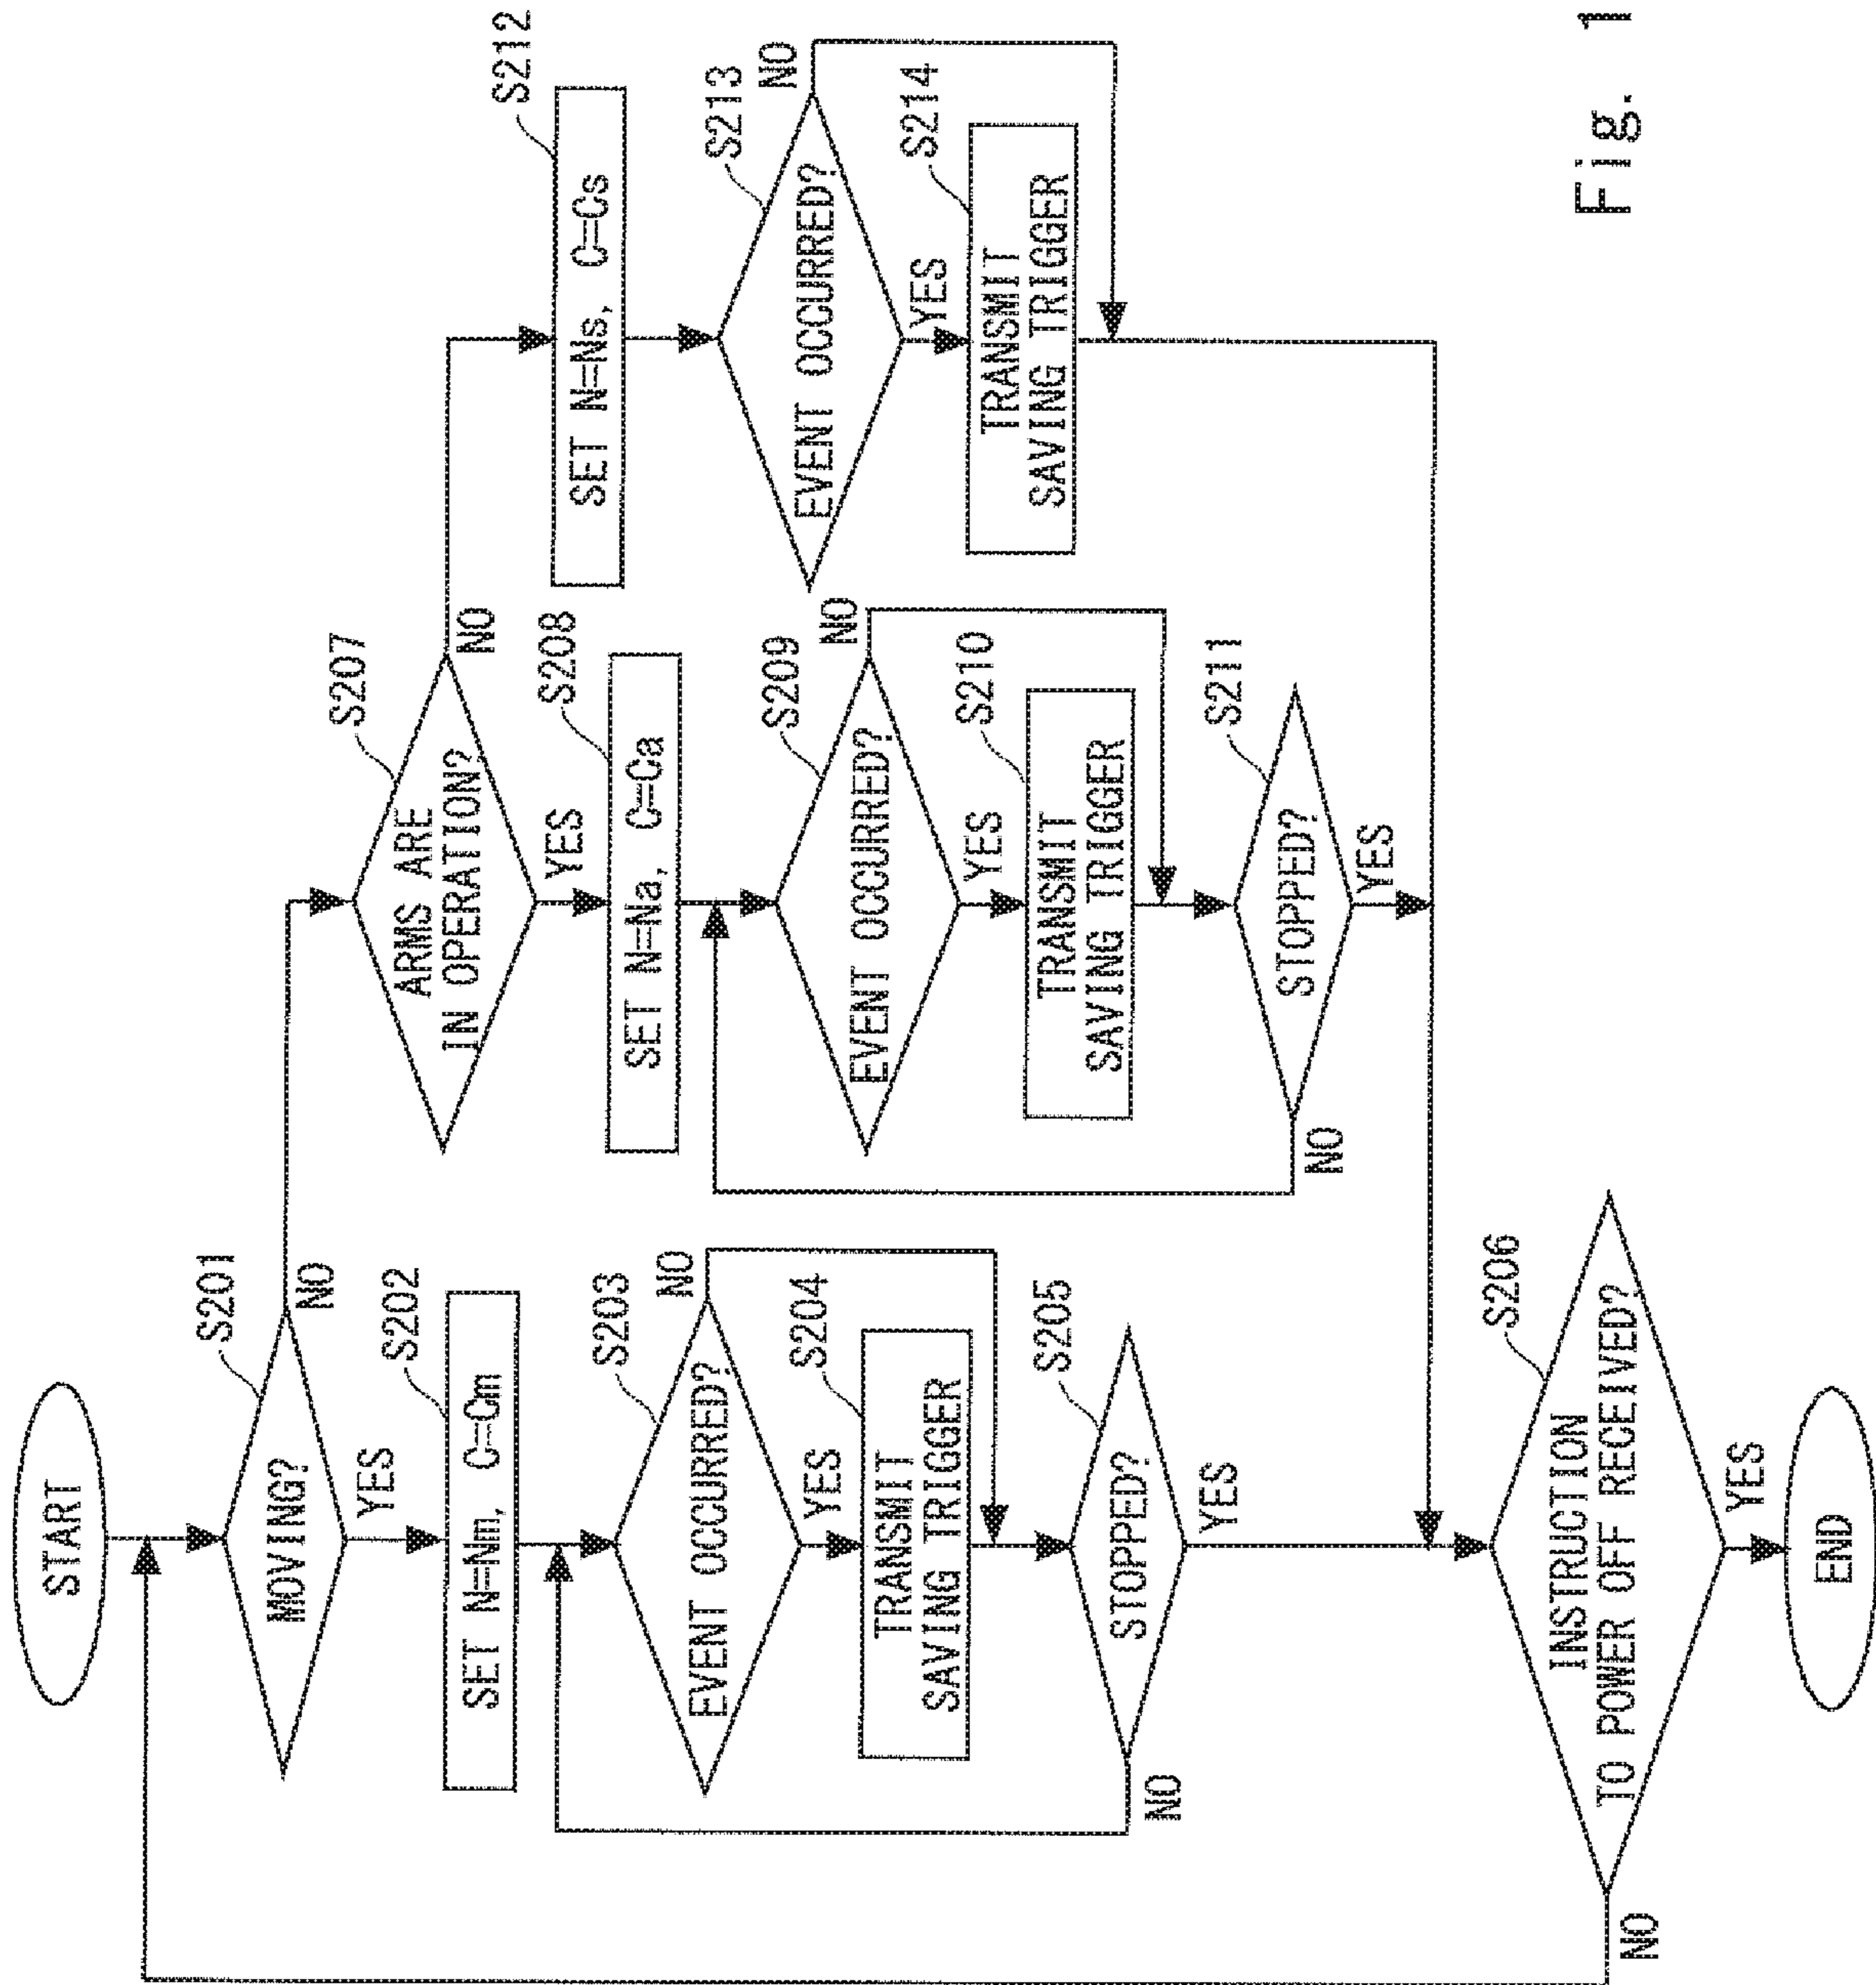 START
S201
MOVING?
NO
YES
S202
SET N=Nm, C=Cm
S203
EVENT OCCURRED?
NO
YES
S204
TRANSMIT
SAVING TRIGGER
S205
STOPPED?
NO
YES
S206
INSTRUCTION
TO POWER OFF RECEIVED?
NO
YES
END
S207
ARMS ARE
IN OPERATION?
NO
YES
S208
SET N=Na, C=Ca
S209
EVENT OCCURRED?
NO
YES
S210
TRANSMIT
SAVING TRIGGER
S211
STOPPED?
NO
YES
S212
SET N=Ns, C=Cs
S213
EVENT OCCURRED?
NO
YES
S214
TRANSMIT
SAVING TRIGGER
Fig. 1